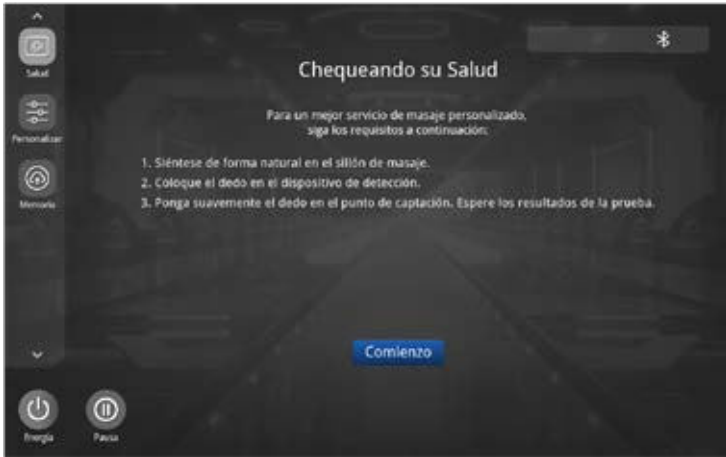 Salud
Personalizar
Memoria
Chequeando su Salud
Para un mejor servicio de masaje personalizado,
siga los requisitos a continuación:
1. Siéntese de forma natural en el sillón de masaje.
2. Coloque el dedo en el dispositivo de detección.
3. Ponga suavemente el dedo en el punto de captación. Espere los resultados de la prueba.
Comienzo
Energía
Pausa